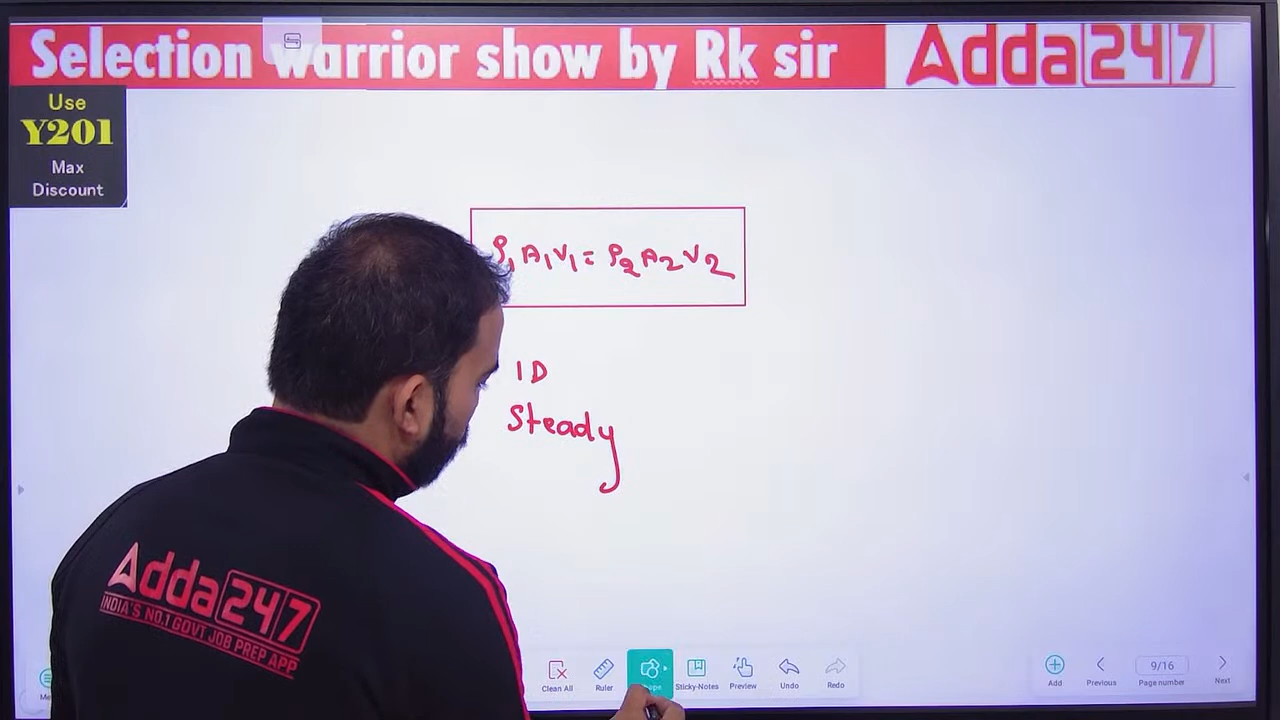 Selection warrior show by Rk sir
Adda247
Use
Y201
Max
Discount
ρ₁A₁V₁ = ρ₂A₂V₂
1D
Steady
Adda247
INDIA'S NO.1 GOVT JOB PREP APP
Clean All
Ruler
Sticky-Notes
Preview
Undo
Redo
Add
Previous
9/16
Page number
Next